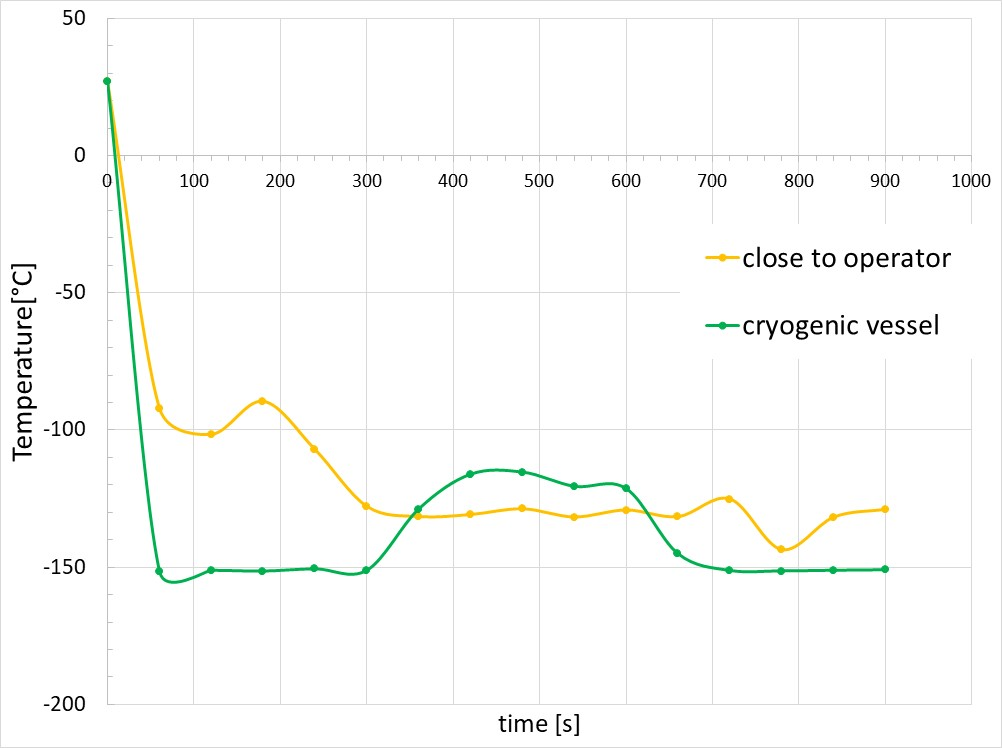 50
0
-50
-100
-150
-200
0 100 200 300 400 500 600 700 800 900 1000
Temperature[°C]
time [s]
close to operator
cryogenic vessel